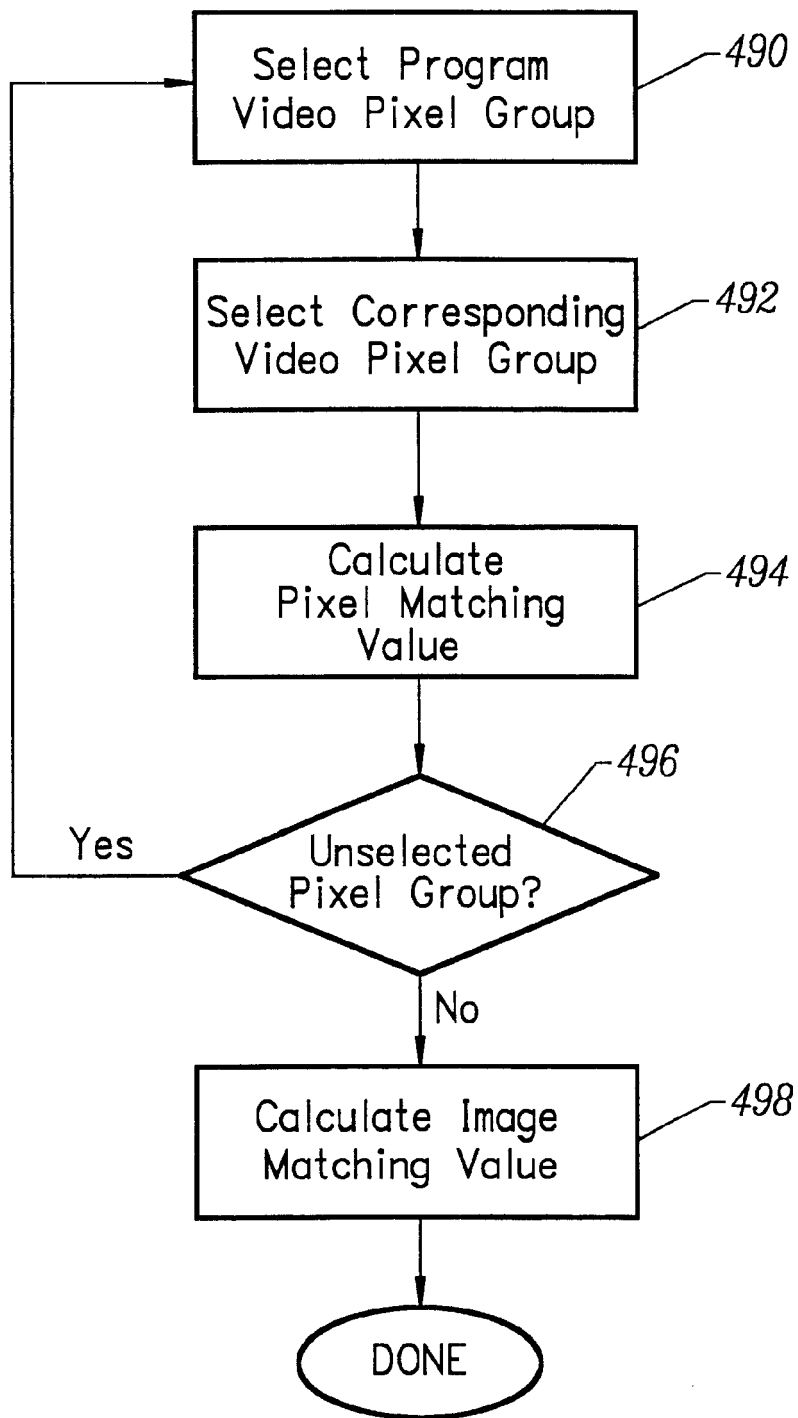 Select Program
Video Pixel Group
490
Select Corresponding
Video Pixel Group
492
Calculate
Pixel Matching
Value
494
Unselected
Pixel Group?
496
Yes
No
Calculate Image
Matching Value
498
DONE